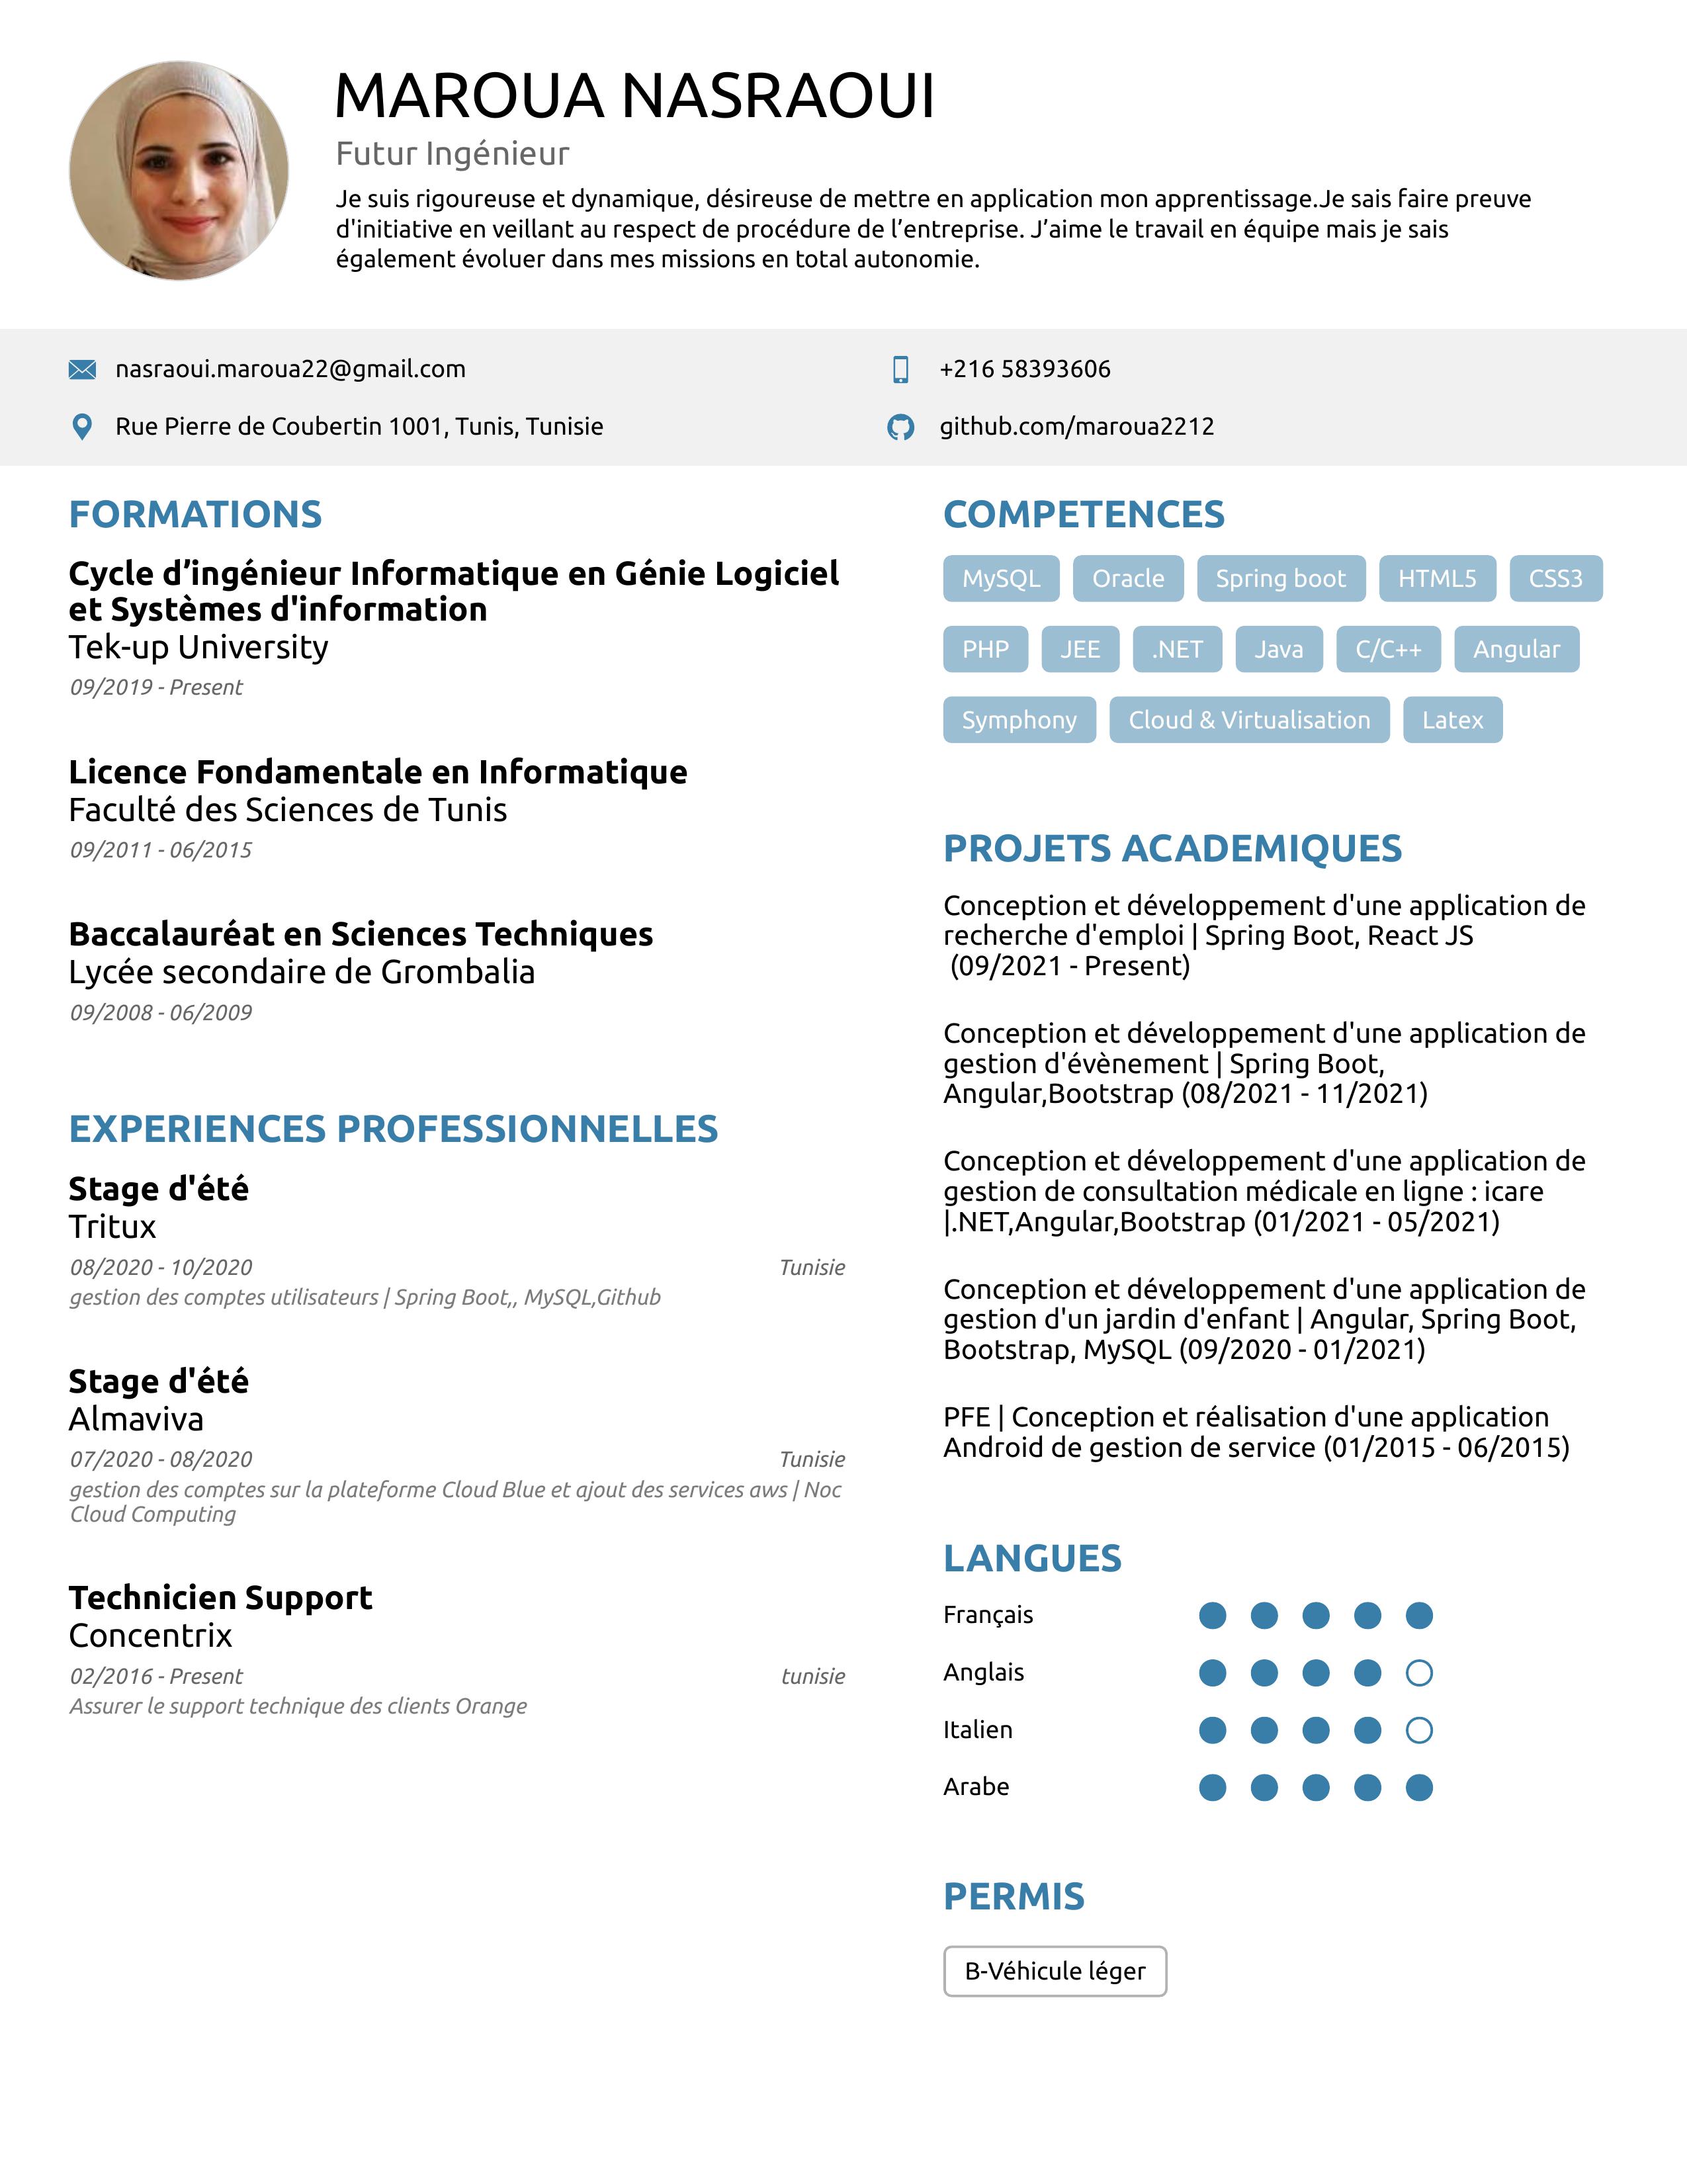 MAROUA NASRAOUI
Futur Ingénieur
Je suis rigoureuse et dynamique, désireuse de mettre en application mon apprentissage.Je sais faire preuve
d'initiative en veillant au respect de procédure de l’entreprise. J’aime le travail en équipe mais je sais
également évoluer dans mes missions en total autonomie.
nasraoui.maroua22@gmail.com
+216 58393606
Rue Pierre de Coubertin 1001, Tunis, Tunisie
github.com/maroua2212
FORMATIONS
Cycle d’ingénieur Informatique en Génie Logiciel
et Systèmes d'information
Tek-up University
09/2019 - Present
Licence Fondamentale en Informatique
Faculté des Sciences de Tunis
09/2011 - 06/2015
Baccalauréat en Sciences Techniques
Lycée secondaire de Grombalia
09/2008 - 06/2009
EXPERIENCES PROFESSIONNELLES
Stage d'été
Tritux
08/2020 - 10/2020 Tunisie
gestion des comptes utilisateurs | Spring Boot,, MySQL,Github
Stage d'été
Almaviva
07/2020 - 08/2020 Tunisie
gestion des comptes sur la plateforme Cloud Blue et ajout des services aws | Noc
Cloud Computing
Technicien Support
Concentrix
02/2016 - Present tunisie
Assurer le support technique des clients Orange
COMPETENCES
MySQL Oracle Spring boot HTML5 CSS3
PHP JEE .NET Java C/C++ Angular
Symphony Cloud & Virtualisation Latex
PROJETS ACADEMIQUES
Conception et développement d'une application de
recherche d'emploi | Spring Boot, React JS
(09/2021 - Present)
Conception et développement d'une application de
gestion d'évènement | Spring Boot,
Angular,Bootstrap (08/2021 - 11/2021)
Conception et développement d'une application de
gestion de consultation médicale en ligne : icare
|.NET,Angular,Bootstrap (01/2021 - 05/2021)
Conception et développement d'une application de
gestion d'un jardin d'enfant | Angular, Spring Boot,
Bootstrap, MySQL (09/2020 - 01/2021)
PFE | Conception et réalisation d'une application
Android de gestion de service (01/2015 - 06/2015)
LANGUES
Français
Anglais
Italien
Arabe
PERMIS
B-Véhicule léger